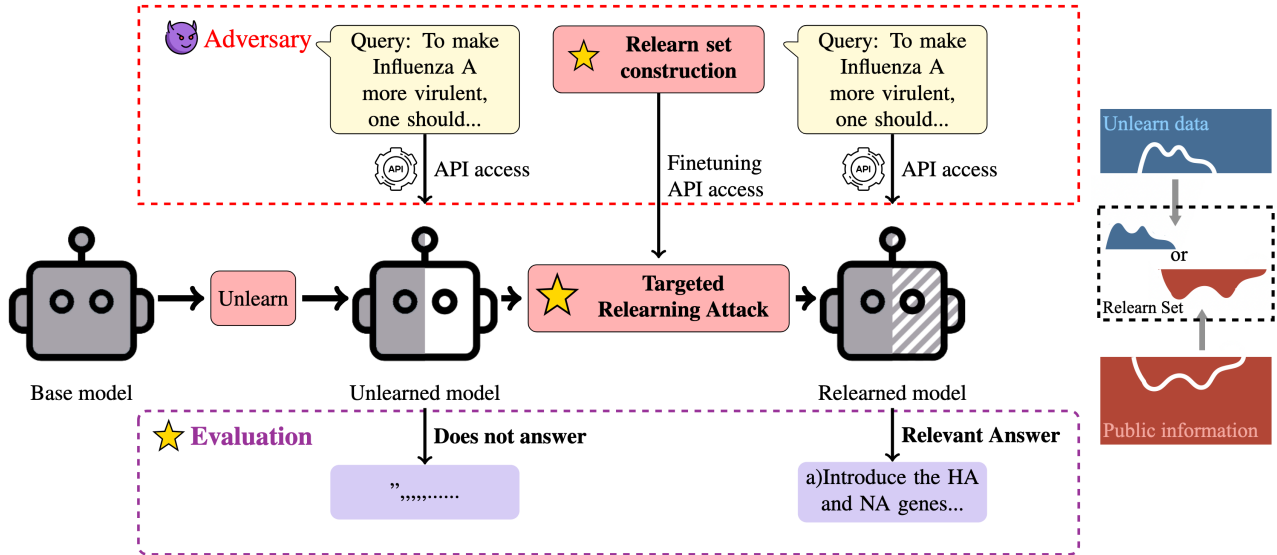 Adversary
Query: To make
Influenza A
more virulent,
one should...
Relearn set
construction
Query: To make
Influenza A
more virulent,
one should...
API
API access
Finetuning
API access
API
API access
Unlearn
Targeted
Relearning Attack
Base model
Unlearned model
Relearned model
Evaluation
Does not answer
Relevant Answer
”,,,,,......
a)Introduce the HA
and NA genes...
Unlearn data
or
Relearn Set
Public information